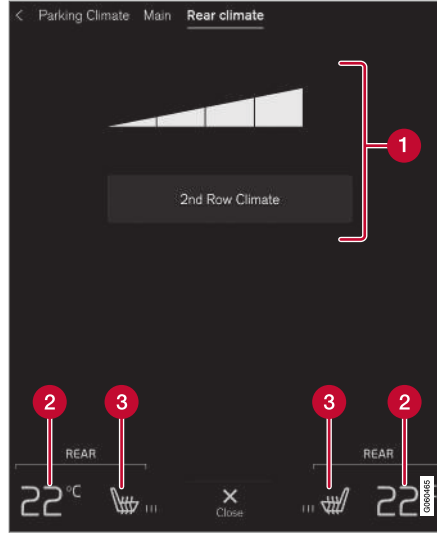 < Parking Climate Main Rear climate
1
2nd Row Climate
2 3 3 2
REAR REAR
22 °C 22°
Close
G060465